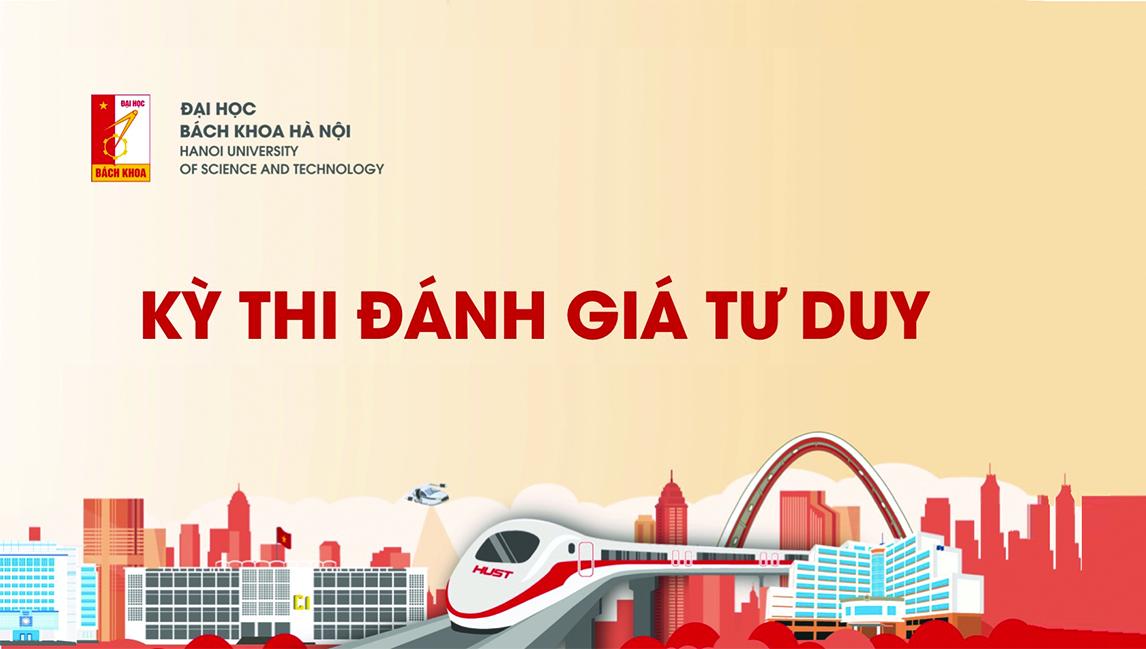 ĐẠI HỌC
BÁCH KHOA
ĐẠI HỌC
BÁCH KHOA HÀ NỘI
HANOI UNIVERSITY
OF SCIENCE AND TECHNOLOGY
KỲ THI ĐÁNH GIÁ TƯ DUY
HUST
C1